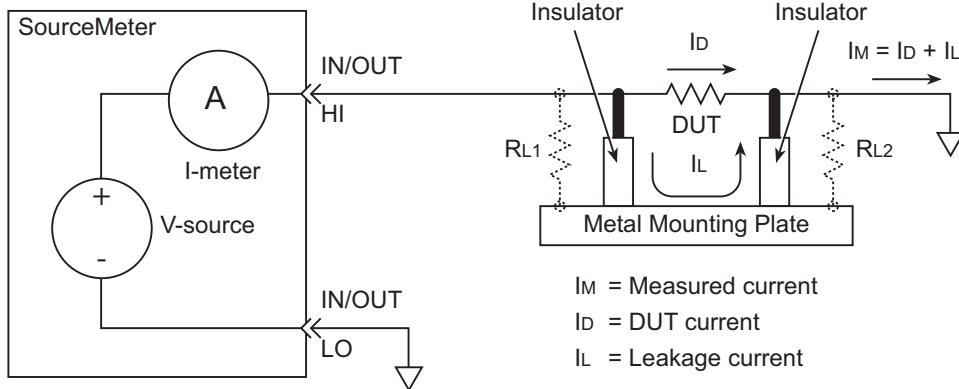 SourceMeter
A
I-meter
+
V-source
-
IN/OUT
HI
IN/OUT
LO
Insulator
Insulator
ID
IM = ID + IL
DUT
RL1
IL
RL2
Metal Mounting Plate
IM = Measured current
ID = DUT current
IL = Leakage current